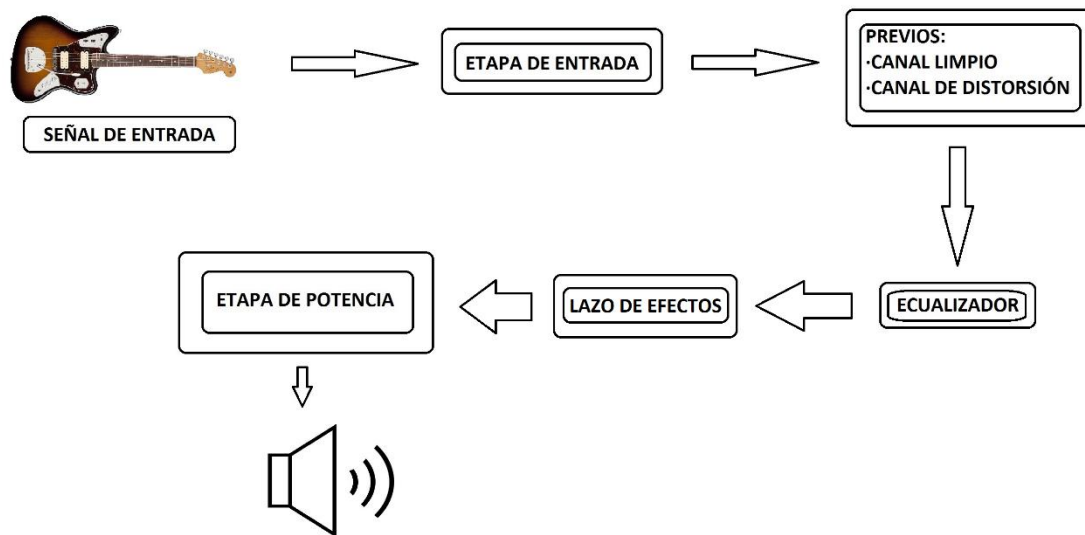 SEÑAL DE ENTRADA
ETAPA DE ENTRADA
PREVIOS:
·CANAL LIMPIO
·CANAL DE DISTORSIÓN
ECUALIZADOR
LAZO DE EFECTOS
ETAPA DE POTENCIA